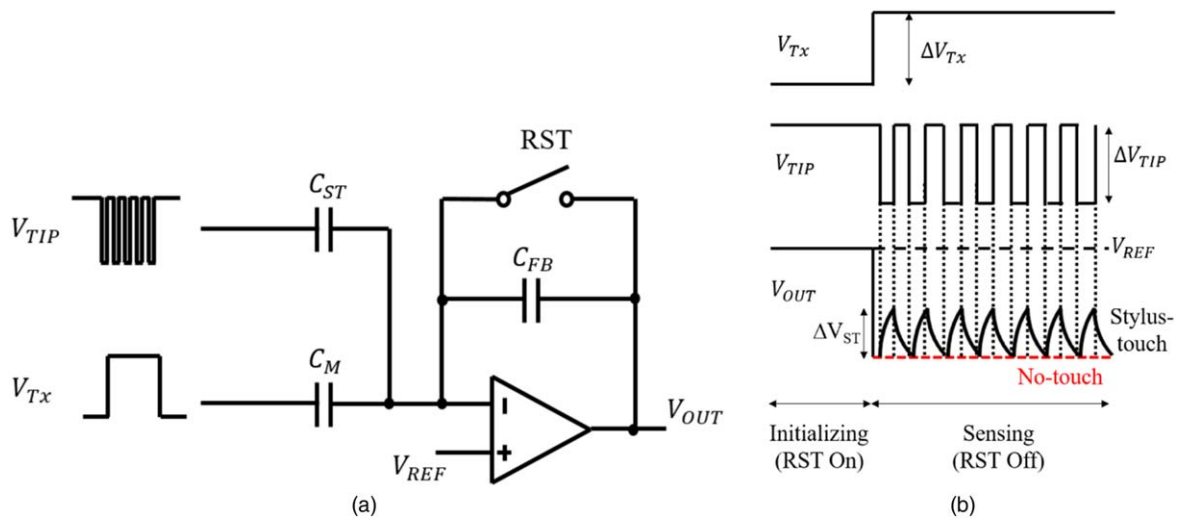 RST
C_ST
V_TIP
C_FB
C_M
V_Tx
-
+
V_REF
V_OUT
(a)
V_Tx
ΔV_Tx
V_TIP
ΔV_TIP
V_REF
V_OUT
ΔV_ST
Stylus-
touch
No-touch
Initializing
(RST On)
Sensing
(RST Off)
(b)